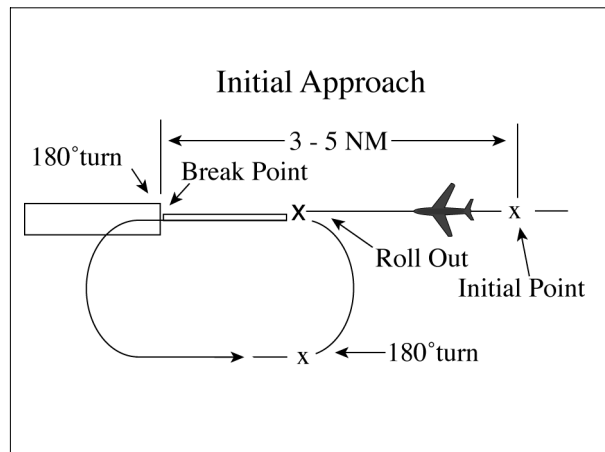 Initial Approach
3 - 5 NM
180°turn
Break Point
x
x
Roll Out
Initial Point
x
180°turn